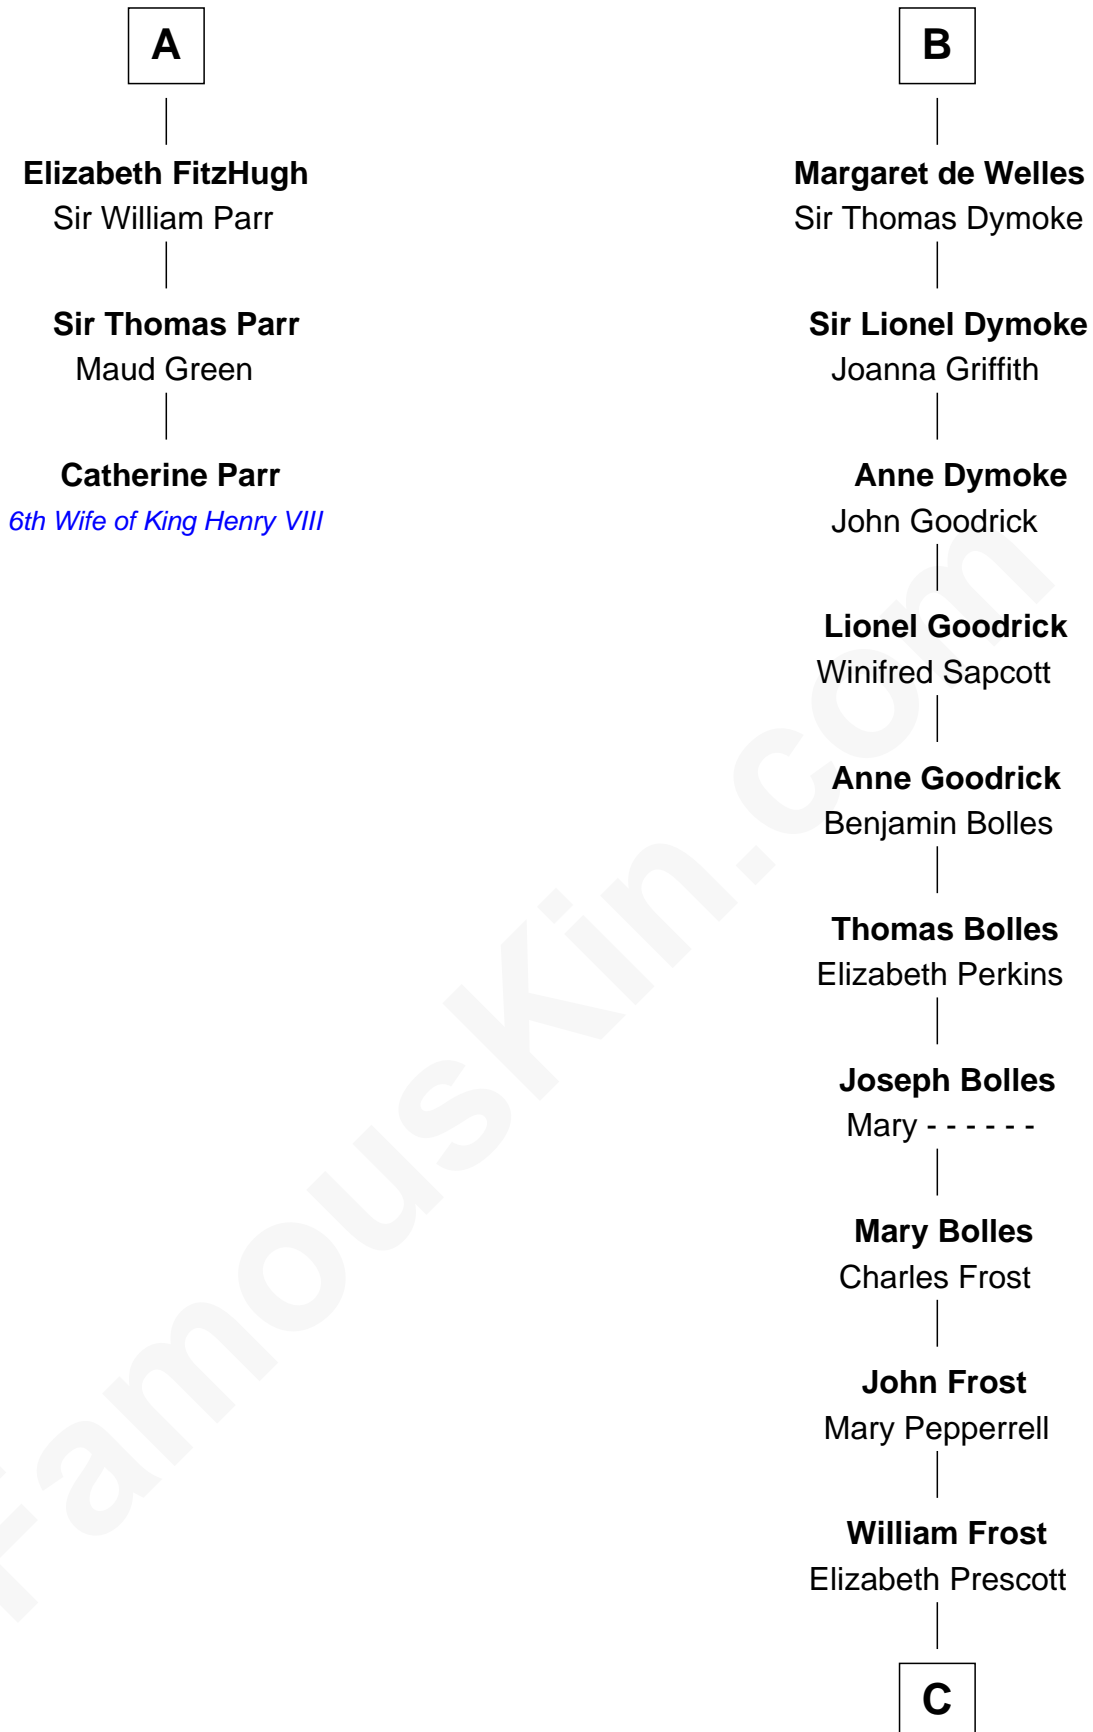 A
Elizabeth FitzHugh
Sir William Parr
Sir Thomas Parr
Maud Green
Catherine Parr
6th Wife of King Henry VIII
B
Margaret de Welles
Sir Thomas Dymoke
Sir Lionel Dymoke
Joanna Griffith
Anne Dymoke
John Goodrick
Lionel Goodrick
Winifred Sapcott
Anne Goodrick
Benjamin Bolles
Thomas Bolles
Elizabeth Perkins
Joseph Bolles
Mary - - - - - -
Mary Bolles
Charles Frost
John Frost
Mary Pepperrell
William Frost
Elizabeth Prescott
C
FamousKin.com